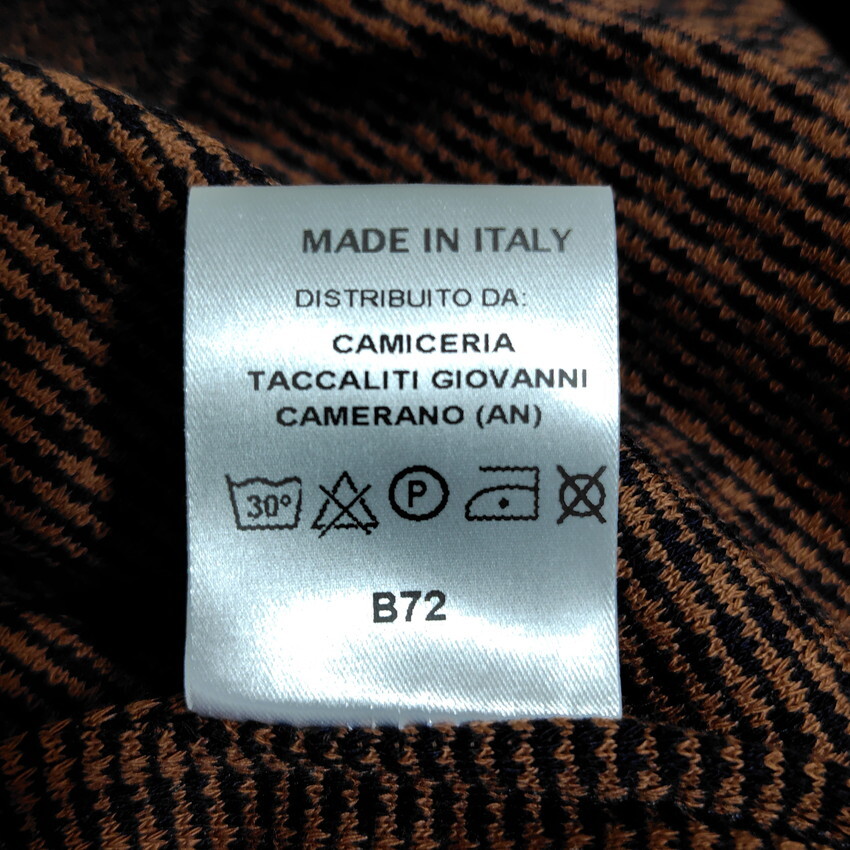 MADE IN ITALY
DISTRIBUITO DA:
CAMICERIA
TACCALITI GIOVANNI
CAMERANO (AN)
30° P
B72